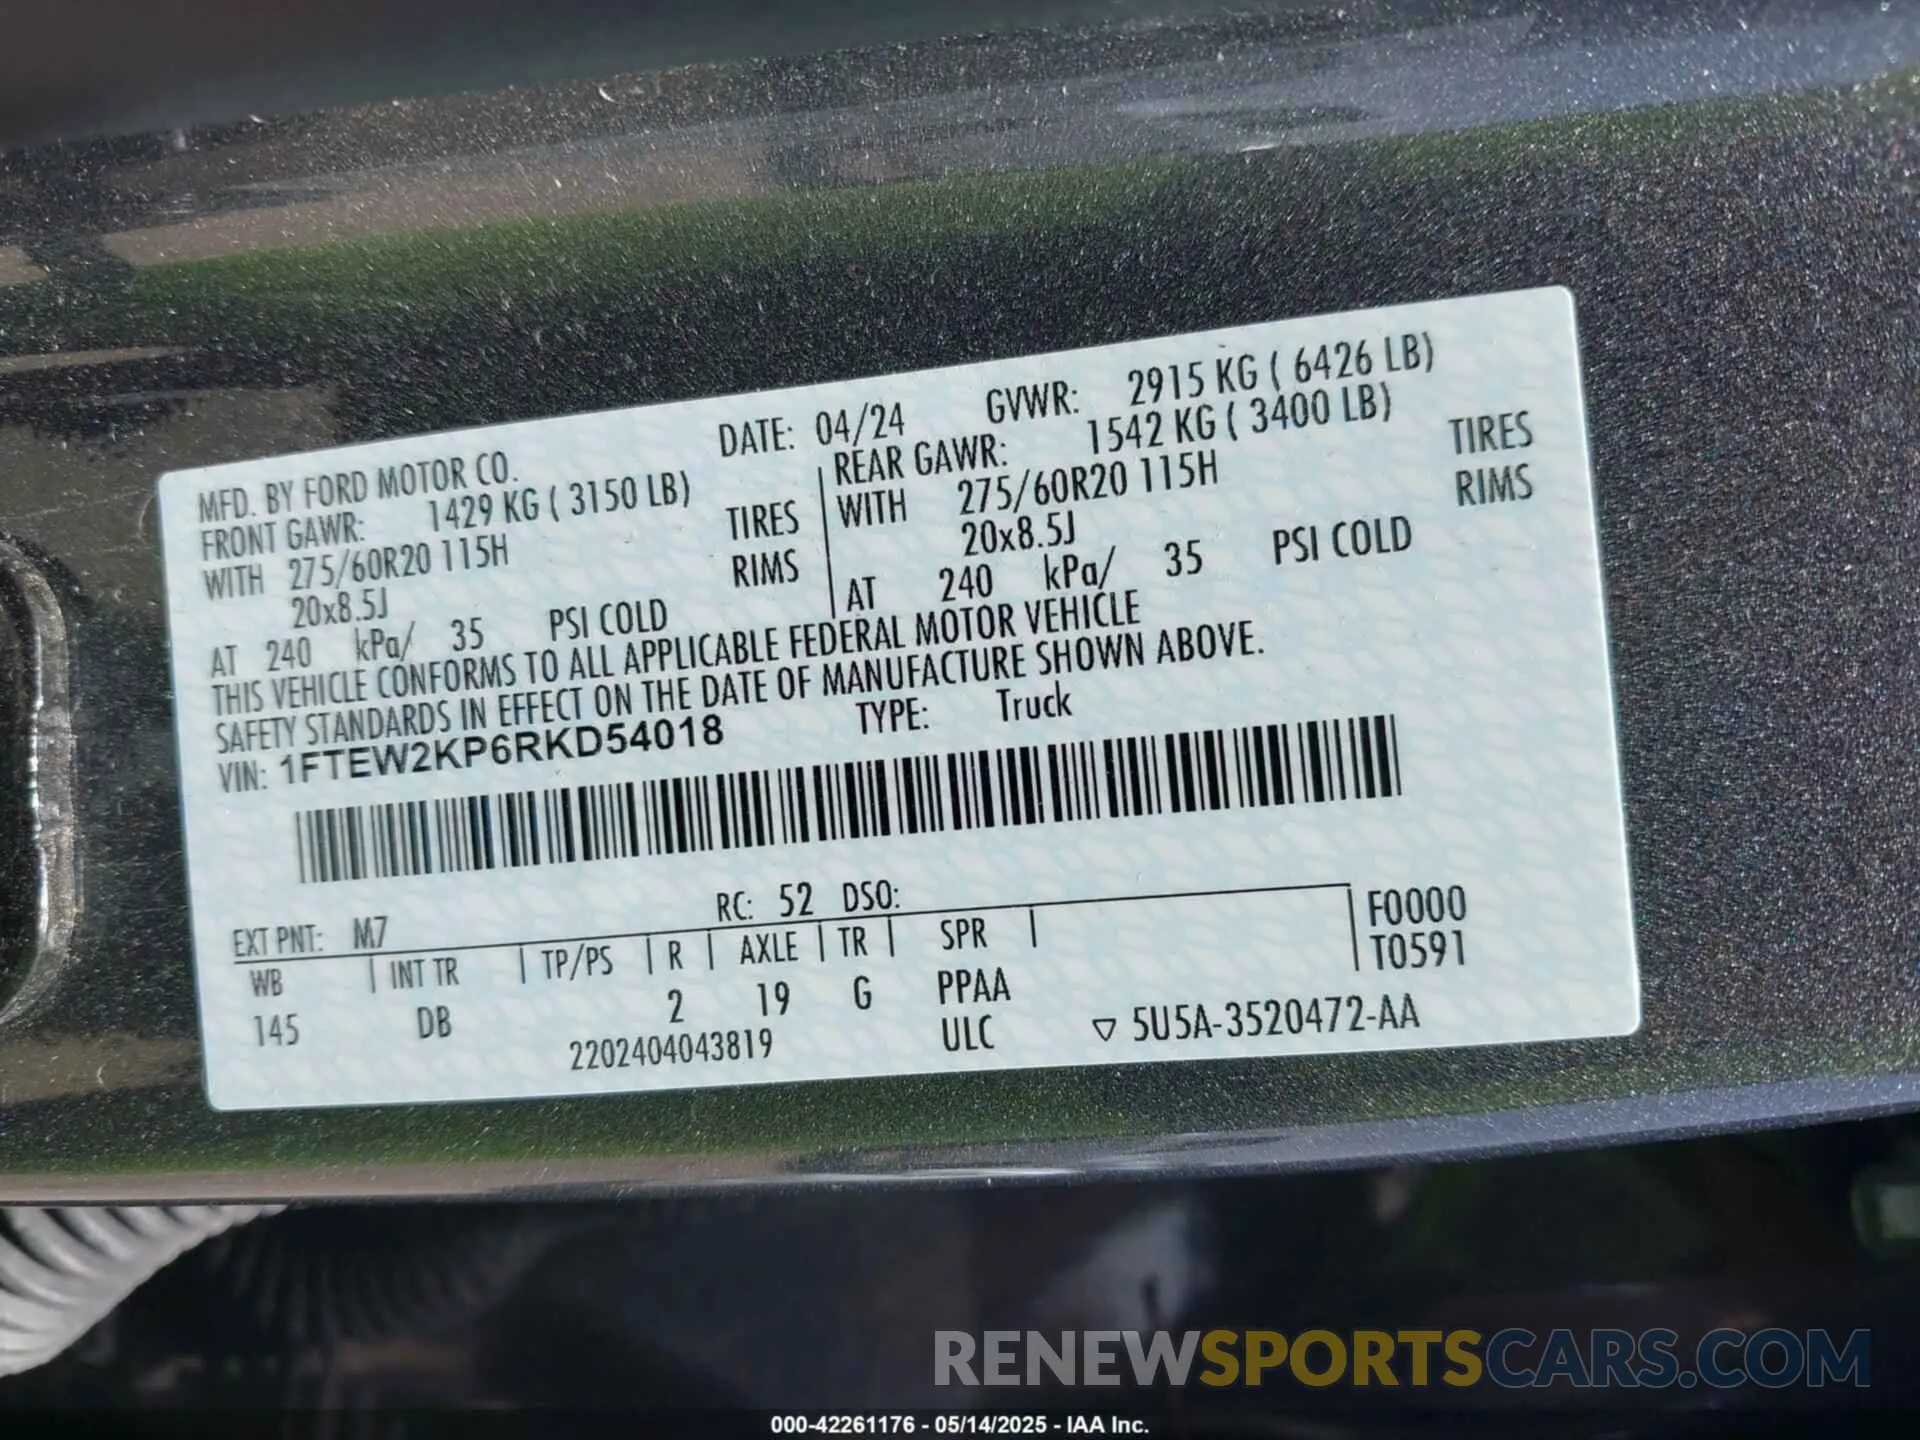 MFD. BY FORD MOTOR CO.
DATE: 04/24 GVWR: 2915 KG ( 6426 LB)
FRONT GAWR: 1429 KG ( 3150 LB)
WITH 275/60R20 115H TIRES
20x8.5J RIMS
AT 240 kPa/ 35 PSI COLD
REAR GAWR: 1542 KG ( 3400 LB)
WITH 275/60R20 115H TIRES
20x8.5J RIMS
AT 240 kPa/ 35 PSI COLD
THIS VEHICLE CONFORMS TO ALL APPLICABLE FEDERAL MOTOR VEHICLE
SAFETY STANDARDS IN EFFECT ON THE DATE OF MANUFACTURE SHOWN ABOVE.
VIN: 1FTEW2KP6RKD54018 TYPE: Truck
EXT PNT: M7 RC: 52 DSO:
WB INT TR TP/PS R AXLE TR SPR F0000
T0591
145 DB 2 19 G PPAA
2202404043819 ULC ▽ 5U5A-3520472-AA
RENEWSPORTSCARS.COM
000-42261176 - 05/14/2025 - IAA Inc.